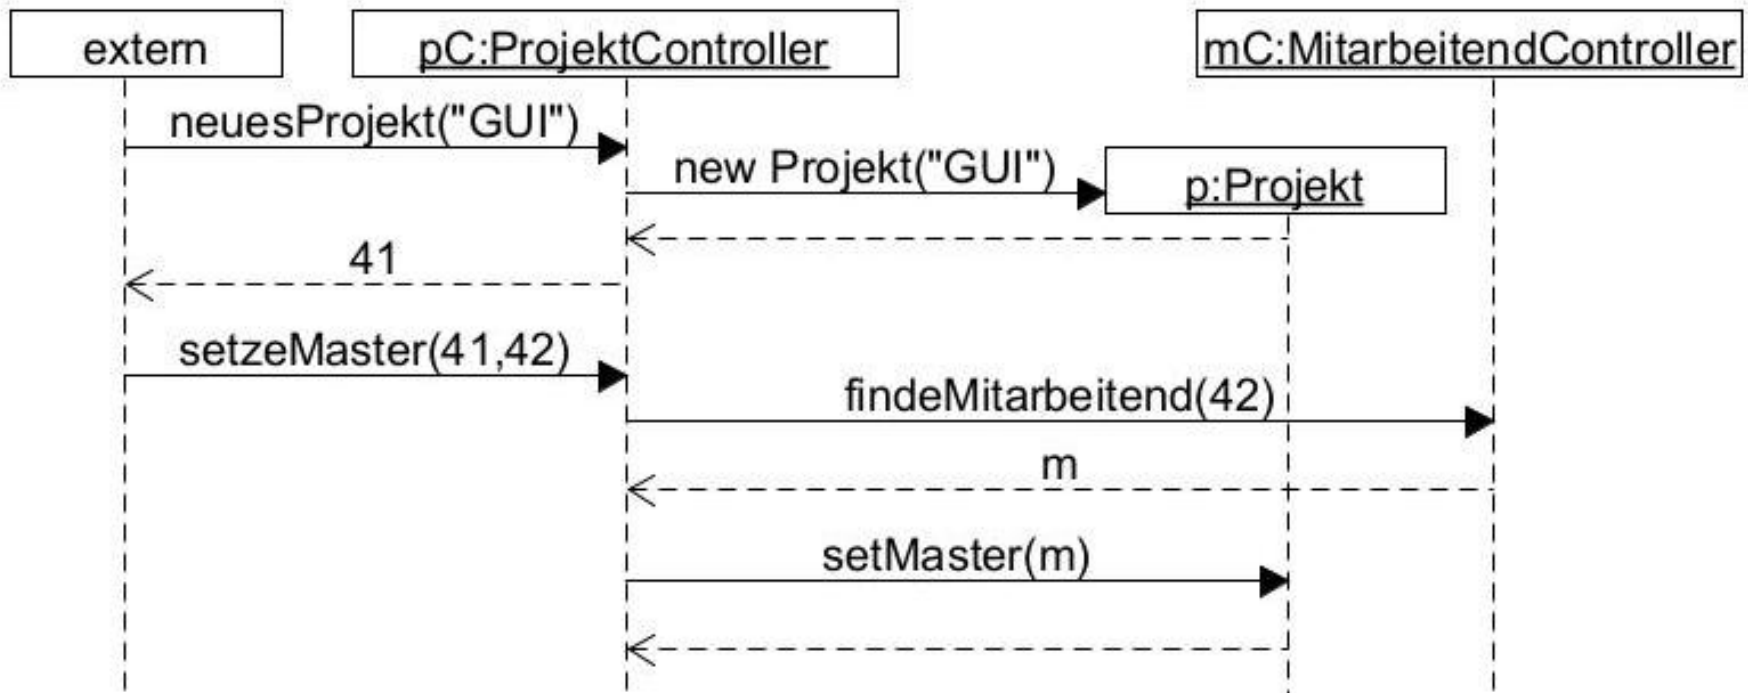 extern
pC:ProjektController
mC:MitarbeitendController
neuesProjekt("GUI")
new Projekt("GUI")
p:Projekt
41
setzeMaster(41,42)
findeMitarbeitend(42)
m
setMaster(m)